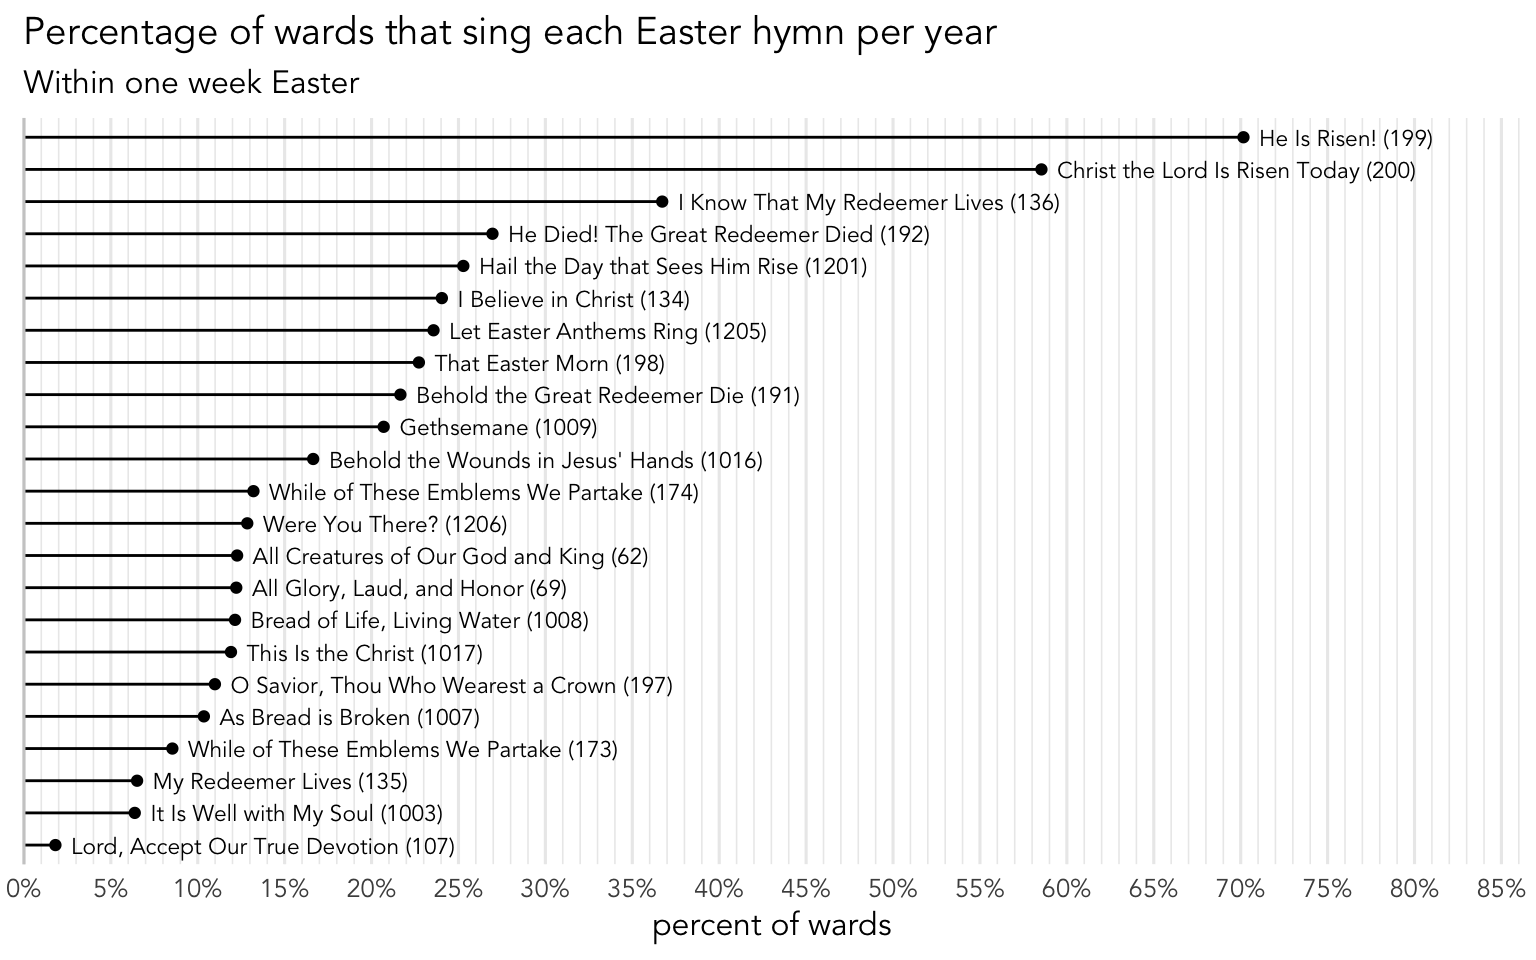 Percentage of wards that sing each Easter hymn per year
Within one week Easter
He Is Risen! (199)
Christ the Lord Is Risen Today (200)
I Know That My Redeemer Lives (136)
He Died! The Great Redeemer Died (192)
Hail the Day that Sees Him Rise (1201)
I Believe in Christ (134)
Let Easter Anthems Ring (1205)
That Easter Morn (198)
Behold the Great Redeemer Die (191)
Gethsemane (1009)
Behold the Wounds in Jesus' Hands (1016)
While of These Emblems We Partake (174)
Were You There? (1206)
All Creatures of Our God and King (62)
All Glory, Laud, and Honor (69)
Bread of Life, Living Water (1008)
This Is the Christ (1017)
O Savior, Thou Who Wearest a Crown (197)
As Bread is Broken (1007)
While of These Emblems We Partake (173)
My Redeemer Lives (135)
It Is Well with My Soul (1003)
Lord, Accept Our True Devotion (107)
0% 5% 10% 15% 20% 25% 30% 35% 40% 45% 50% 55% 60% 65% 70% 75% 80% 85%
percent of wards